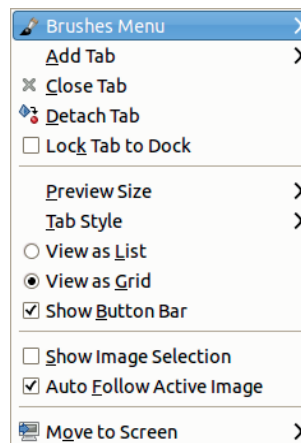 Brushes Menu
Add Tab
Close Tab
Detach Tab
Lock Tab to Dock
Preview Size
Tab Style
View as List
View as Grid
Show Button Bar
Show Image Selection
Auto Follow Active Image
Move to Screen